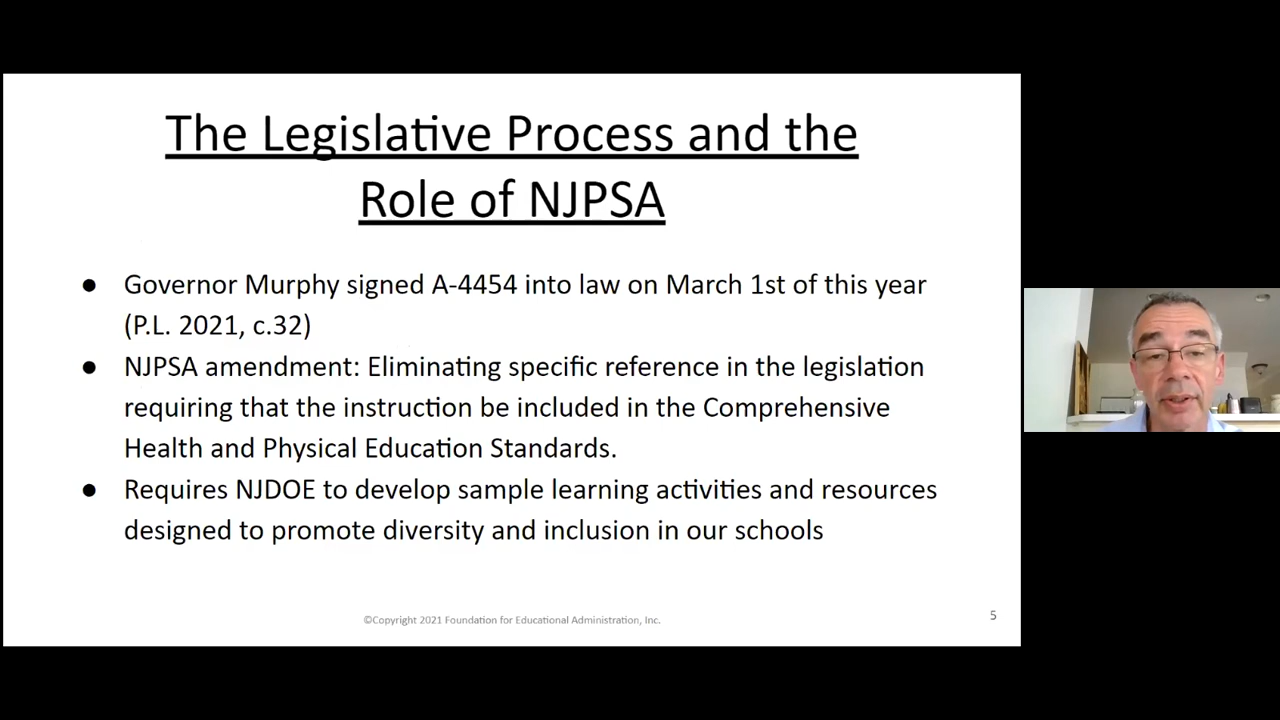 The Legislative Process and the
Role of NJPSA
● Governor Murphy signed A-4454 into law on March 1st of this year
(P.L. 2021, c.32)
● NJPSA amendment: Eliminating specific reference in the legislation
requiring that the instruction be included in the Comprehensive
Health and Physical Education Standards.
● Requires NJDOE to develop sample learning activities and resources
designed to promote diversity and inclusion in our schools
©Copyright 2021 Foundation for Educational Administration, Inc.
5